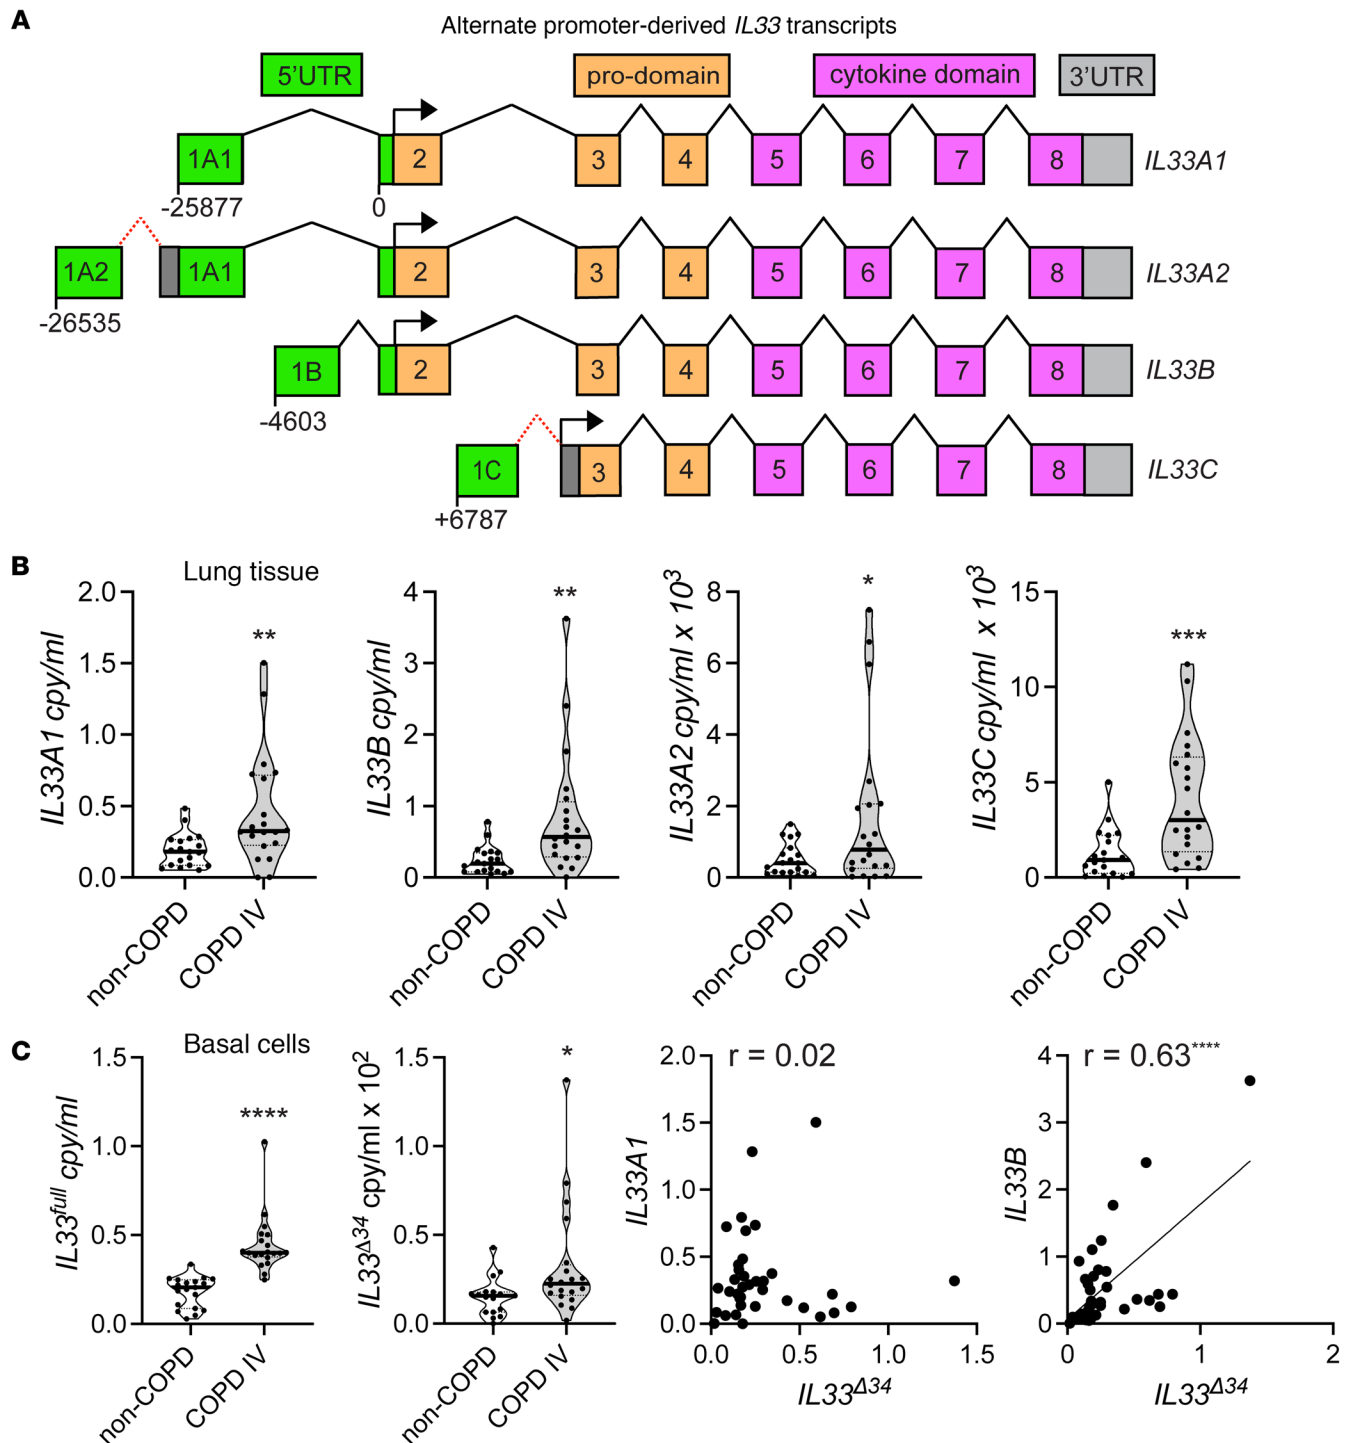 A
Alternate promoter-derived IL33 transcripts
5'UTR pro-domain cytokine domain 3'UTR
1A1 2 3 4 5 6 7 8 IL33A1
-25877 0
1A2 1A1 2 3 4 5 6 7 8 IL33A2
-26535
1B 2 3 4 5 6 7 8 IL33B
-4603
1C 3 4 5 6 7 8 IL33C
+6787
B
Lung tissue
IL33A1 cpy/ml
2.0
1.5
1.0
0.5
0.0
**
non-COPD
COPD IV
IL33B cpy/ml
4
3
2
1
0
**
non-COPD
COPD IV
IL33A2 cpy/ml x 10³
8
6
4
2
0
*
non-COPD
COPD IV
IL33C cpy/ml x 10³
15
10
5
0
***
non-COPD
COPD IV
C
Basal cells
IL33ᶠᵘˡˡ cpy/ml
1.5
1.0
0.5
0.0
****
non-COPD
COPD IV
IL33^Δ34 cpy/ml x 10²
1.5
1.0
0.5
0.0
*
non-COPD
COPD IV
r = 0.02
IL33A1
2.0
1.5
1.0
0.5
0.0
0.0 0.5 1.0 1.5
IL33^Δ34
r = 0.63****
IL33B
4
3
2
1
0
0 1 2
IL33^Δ34